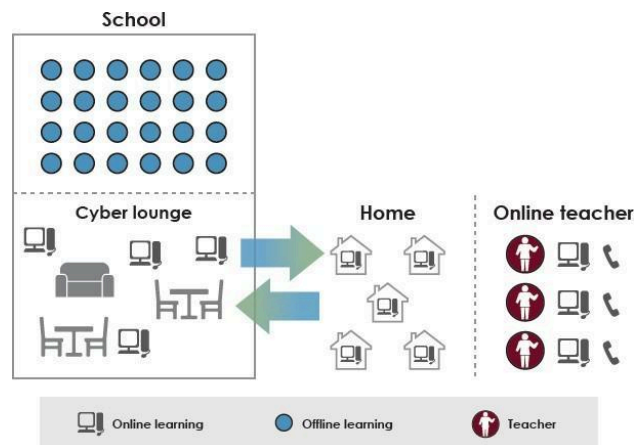 School
Cyber lounge
Home
Online teacher
Online learning
Offline learning
Teacher